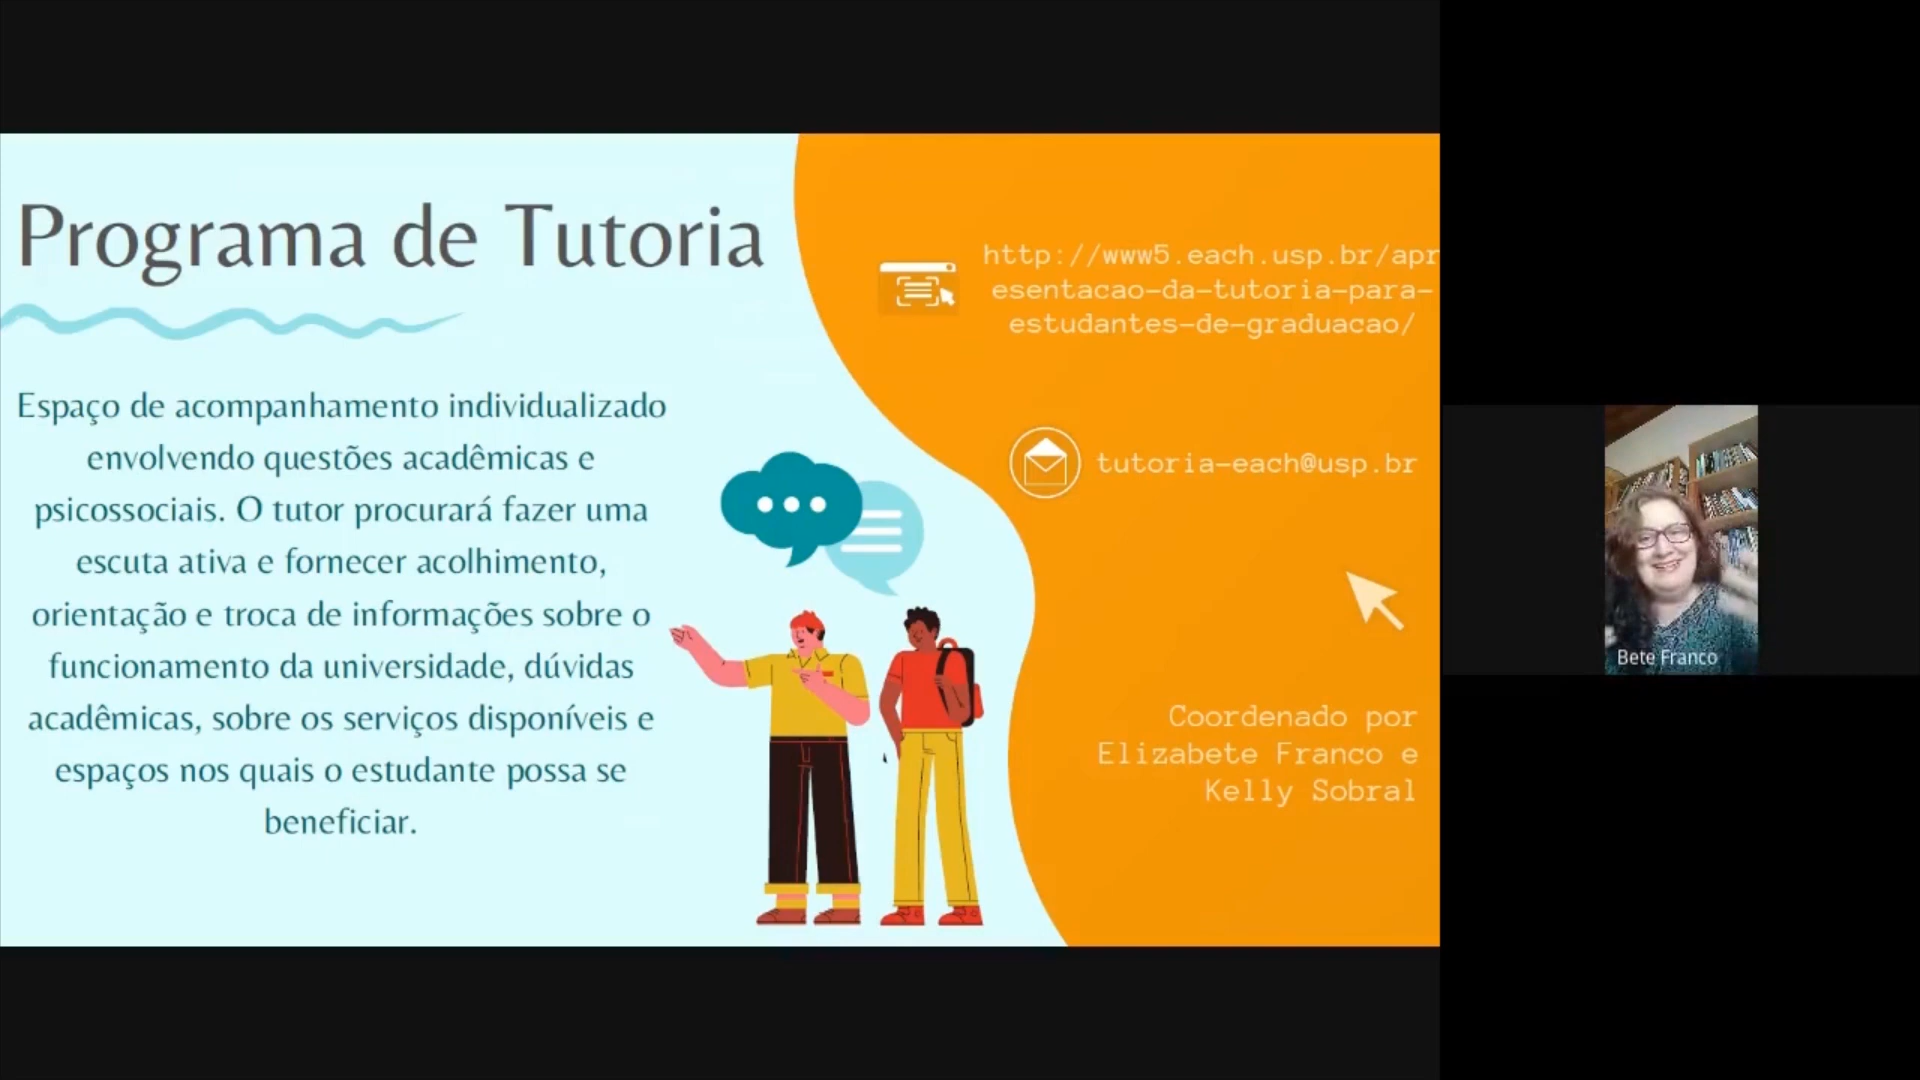 Programa de Tutoria
Espaço de acompanhamento individualizado
envolvendo questões acadêmicas e
psicossociais. O tutor procurará fazer uma
escuta ativa e fornecer acolhimento,
orientação e troca de informações sobre o
funcionamento da universidade, dúvidas
acadêmicas, sobre os serviços disponíveis e
espaços nos quais o estudante possa se
beneficiar.
http://www5.each.usp.br/apr
esentacao-da-tutoria-para-
estudantes-de-graduacao/
tutoria-each@usp.br
Coordenado por
Elizabete Franco e
Kelly Sobral
Bete Franco